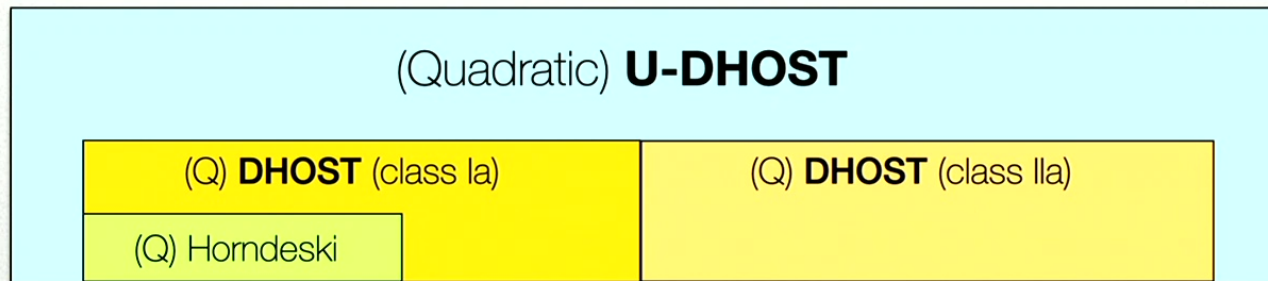 (Quadratic) U-DHOST
(Q) DHOST (class Ia) (Q) DHOST (class IIa)
(Q) Horndeski